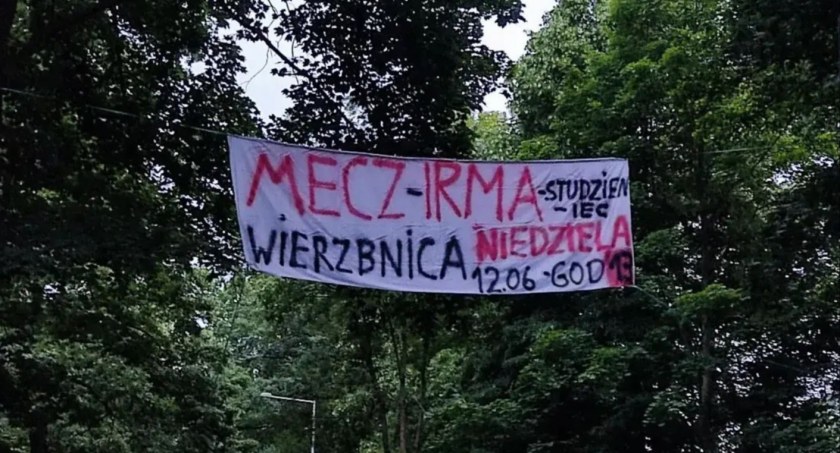 MECZ-IRMA-STUDZIEN
-IEC
WIERZBNICA NIEDZIELA
12.06-GOD 13